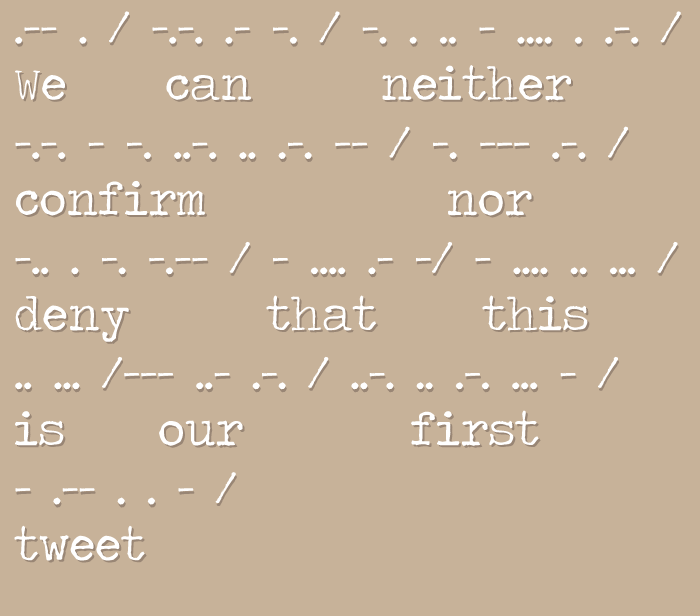 .-- . / -.-. .- -. / -. . .. - .... . .-. /
We can neither
-.-. - -. ..-. .. .-. -- / -. --- .-. /
confirm nor
-.. . -. -.-- / - .... .- -/ - .... .. ... /
deny that this
.. ... /--- ..- .-. / ..-. .. .-. ... - /
is our first
- .-- . . - /
tweet